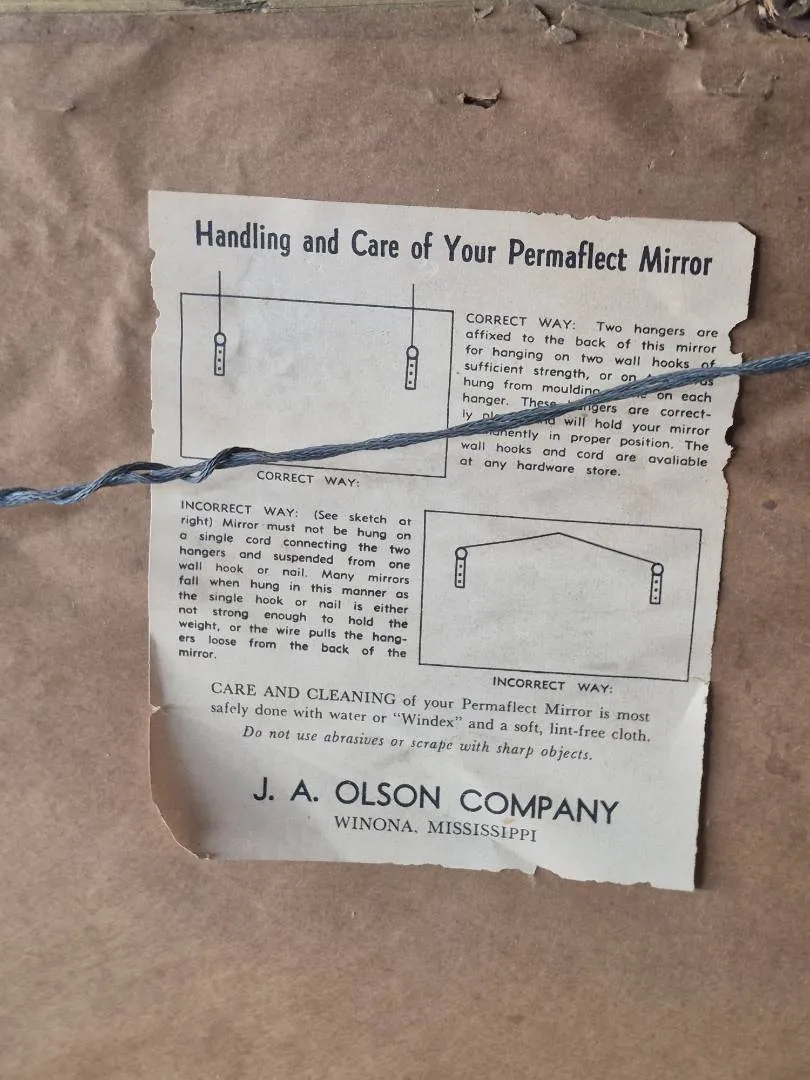 Handling and Care of Your Permaflect Mirror
CORRECT WAY: Two hangers are
affixed to the back of this mirror
for hanging on two wall hooks of
sufficient strength, or on
hung from moulding on each
hanger. These hangers are correct-
ly will hold your mirror
in proper position. The
wall hooks and cord are avaliable
at any hardware store.
CORRECT WAY:
INCORRECT WAY: (See sketch at
right) Mirror must not be hung on
a single cord connecting the two
hangers and suspended from one
wall hook or nail. Many mirrors
fall when hung in this manner as
the single hook or nail is either
not strong enough to hold the
weight, or the wire pulls the hang-
ers loose from the back of the
mirror.
INCORRECT WAY:
CARE AND CLEANING of your Permaflect Mirror is most
safely done with water or "Windex" and a soft, lint-free cloth.
Do not use abrasives or scrape with sharp objects.
J. A. OLSON COMPANY
WINONA, MISSISSIPPI